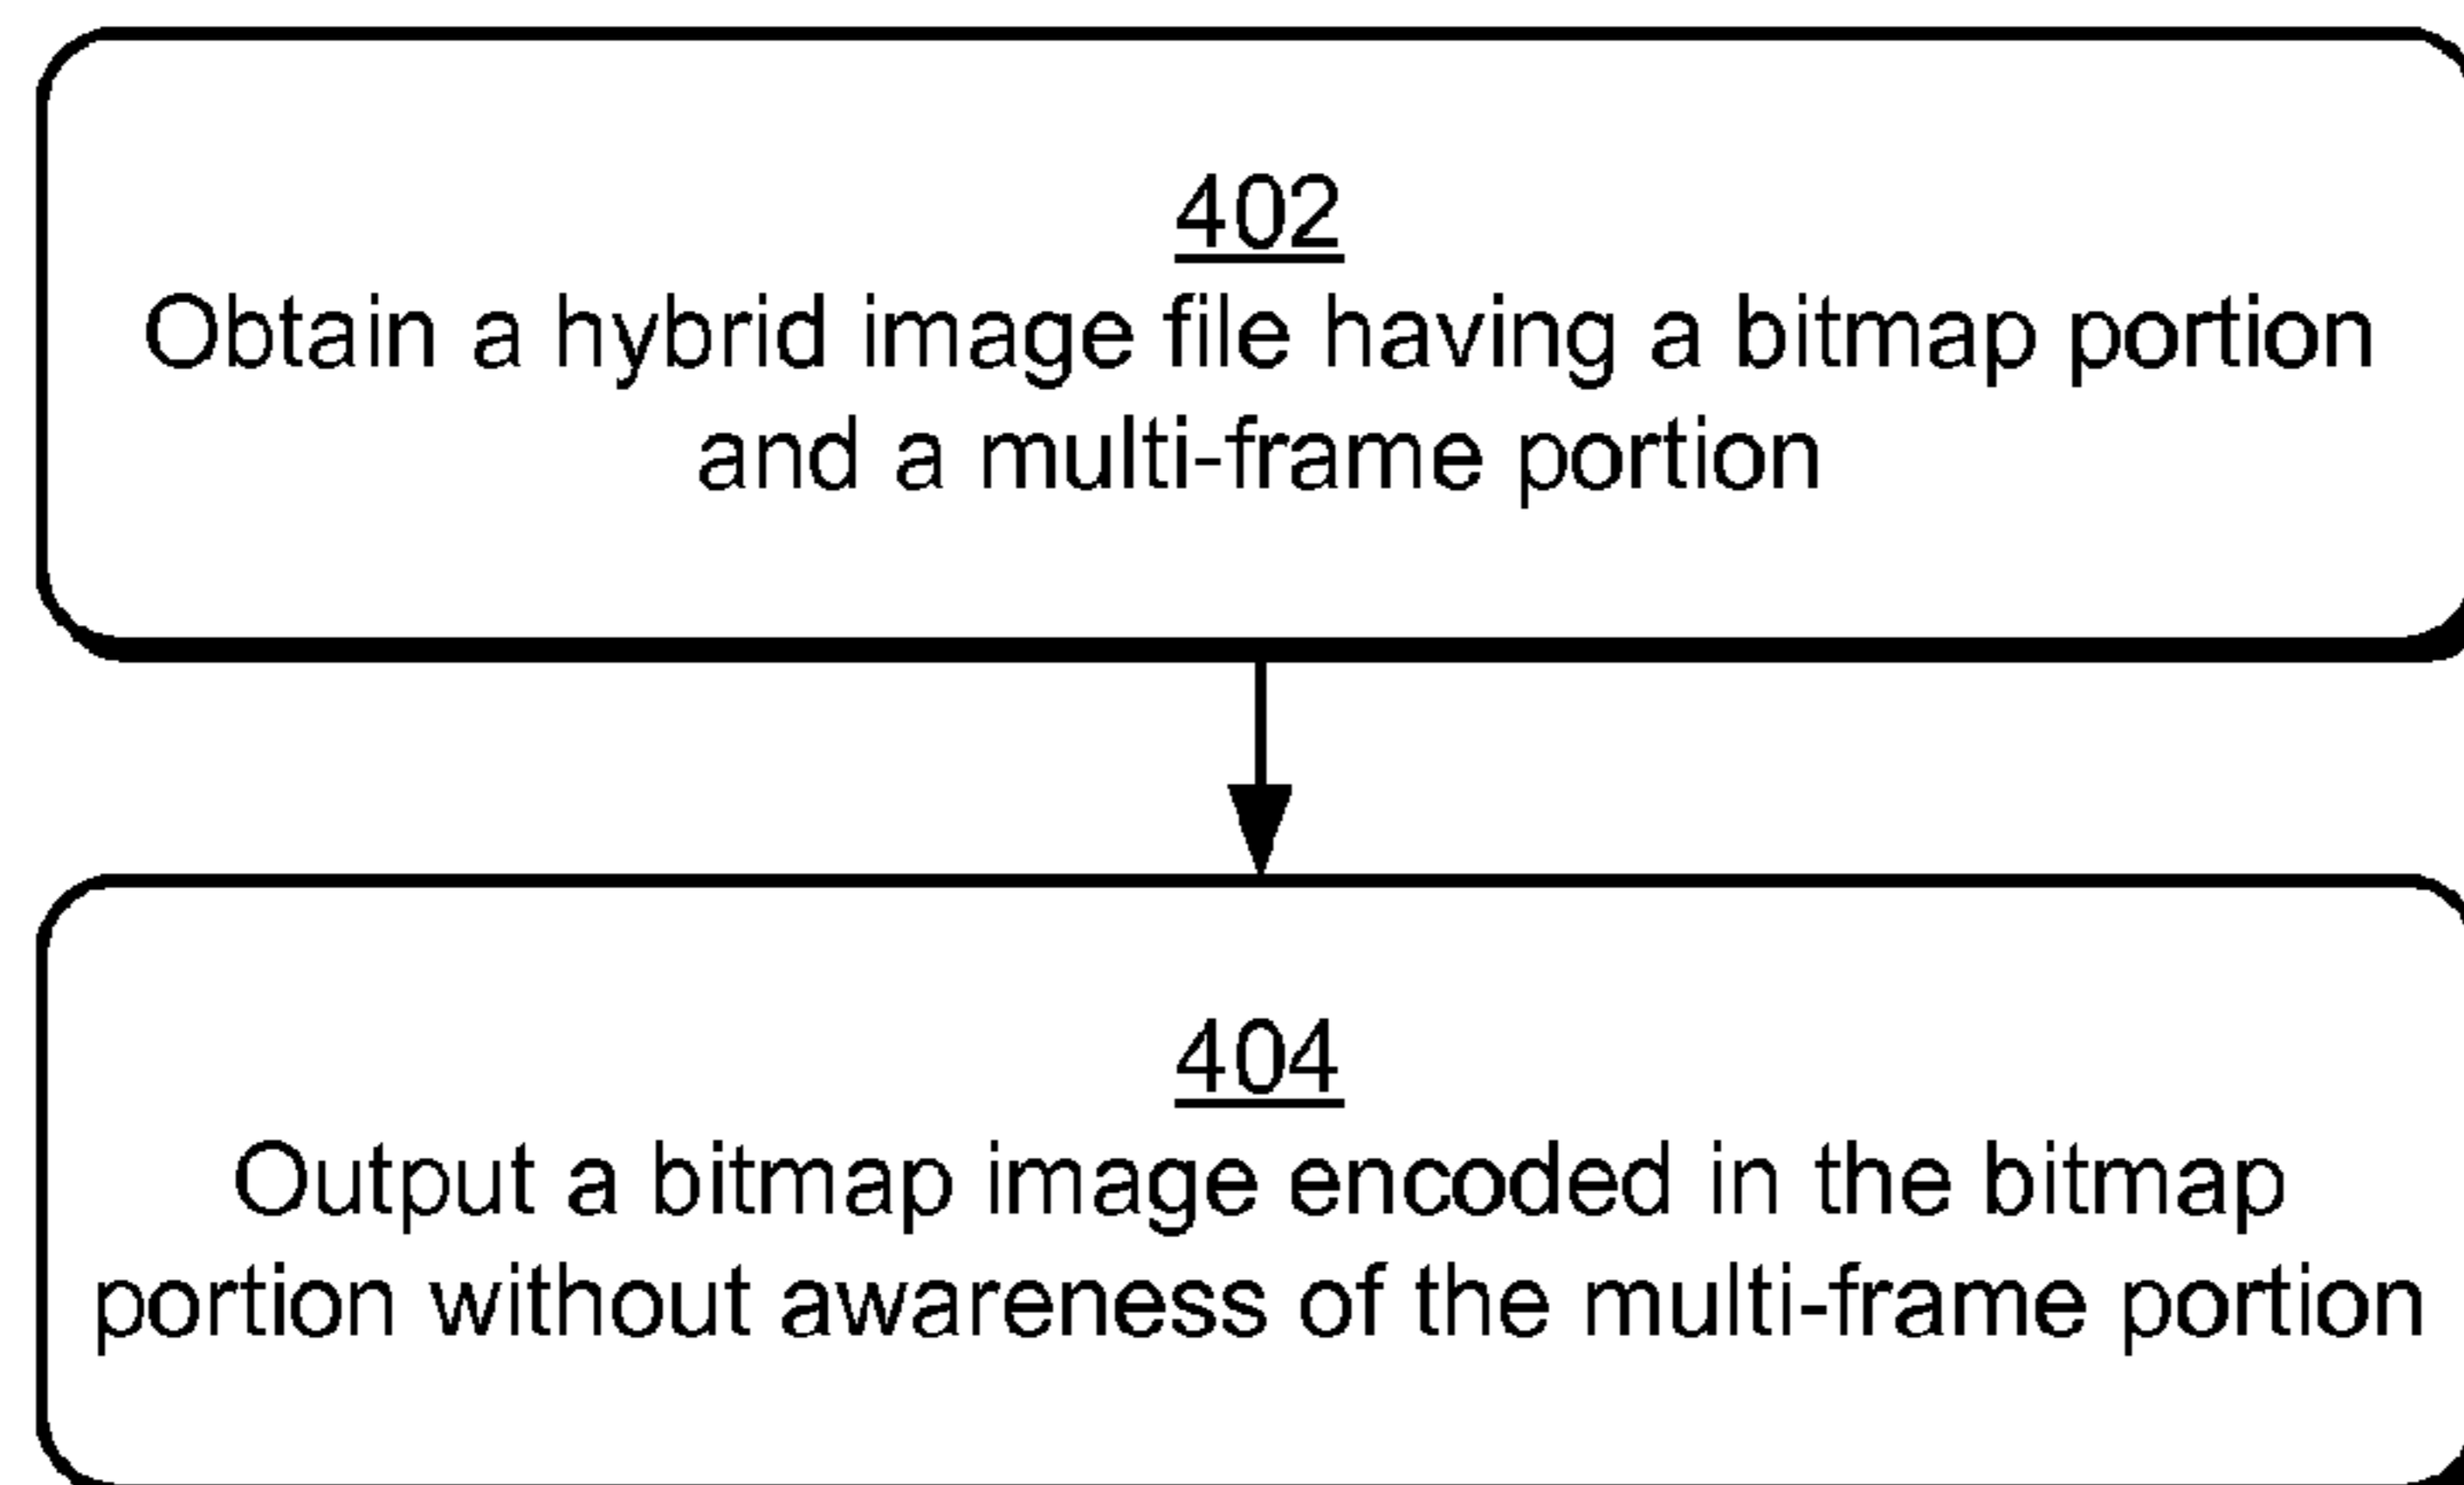 402
Obtain a hybrid image file having a bitmap portion
and a multi-frame portion
404
Output a bitmap image encoded in the bitmap
portion without awareness of the multi-frame portion